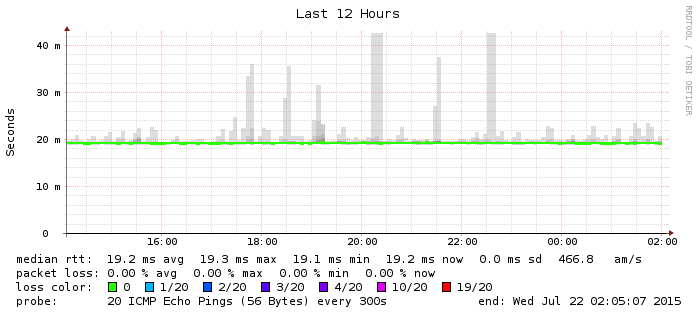 Last 12 Hours
RRDTOOL / TOBI OETIKER
Seconds
40 m
30 m
20 m
10 m
0
16:00 18:00 20:00 22:00 00:00 02:00
median rtt: 19.2 ms avg 19.3 ms max 19.1 ms min 19.2 ms now 0.0 ms sd 466.8 am/s
packet loss: 0.00 % avg 0.00 % max 0.00 % min 0.00 % now
loss color: 0 1/20 2/20 3/20 4/20 10/20 19/20
probe: 20 ICMP Echo Pings (56 Bytes) every 300s end: Wed Jul 22 02:05:07 2015